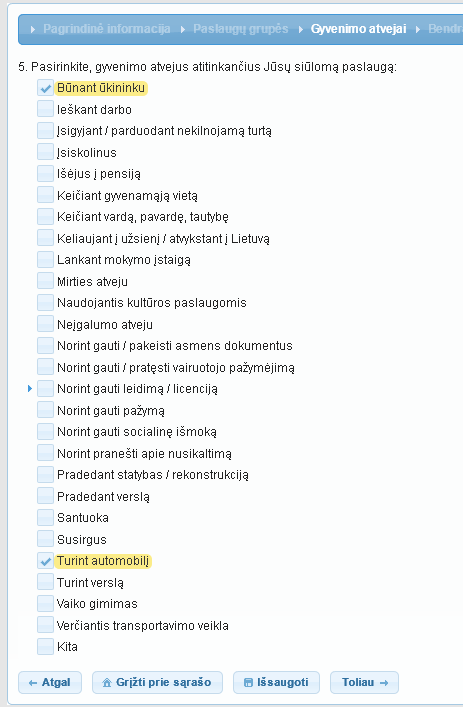 Pagrindinė informacija Paslaugų grupės Gyvenimo atvejai Bendra
5. Pasirinkite, gyvenimo atvejus atitinkančius Jūsų siūlomą paslaugą:
Būnant ūkininku
Ieškant darbo
Įsigyjant / parduodant nekilnojamą turtą
Įsiskolinus
Išėjus į pensiją
Keičiant gyvenamąją vietą
Keičiant vardą, pavardę, tautybę
Keliaujant į užsienį / atvykstant į Lietuvą
Lankant mokymo įstaigą
Mirties atveju
Naudojantis kultūros paslaugomis
Neįgalumo atveju
Norint gauti / pakeisti asmens dokumentus
Norint gauti / pratęsti vairuotojo pažymėjimą
Norint gauti leidimą / licenciją
Norint gauti pažymą
Norint gauti socialinę išmoką
Norint pranešti apie nusikaltimą
Pradedant statybas / rekonstrukciją
Pradedant verslą
Santuoka
Susirgus
Turint automobilį
Turint verslą
Vaiko gimimas
Verčiantis transportavimo veikla
Kita
← Atgal Grįžti prie sąrašo Išsaugoti Toliau →